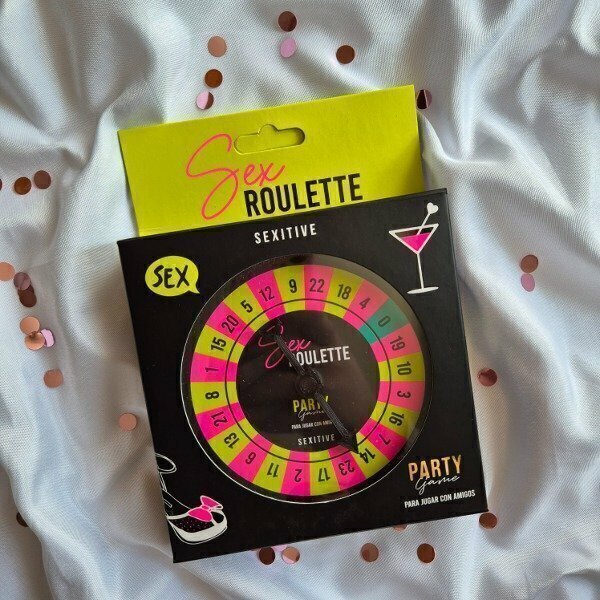 Sex
ROULETTE
SEXITIVE
SEX
0
19
10
3
16
7
14
23
17
2
11
6
13
21
8
1
15
20
5
12
9
22
18
4
Sex
ROULETTE
PARTY
Game
PARA JUGAR CON AMIGOS
SEXITIVE
PARTY
Game
PARA JUGAR CON AMIGOS